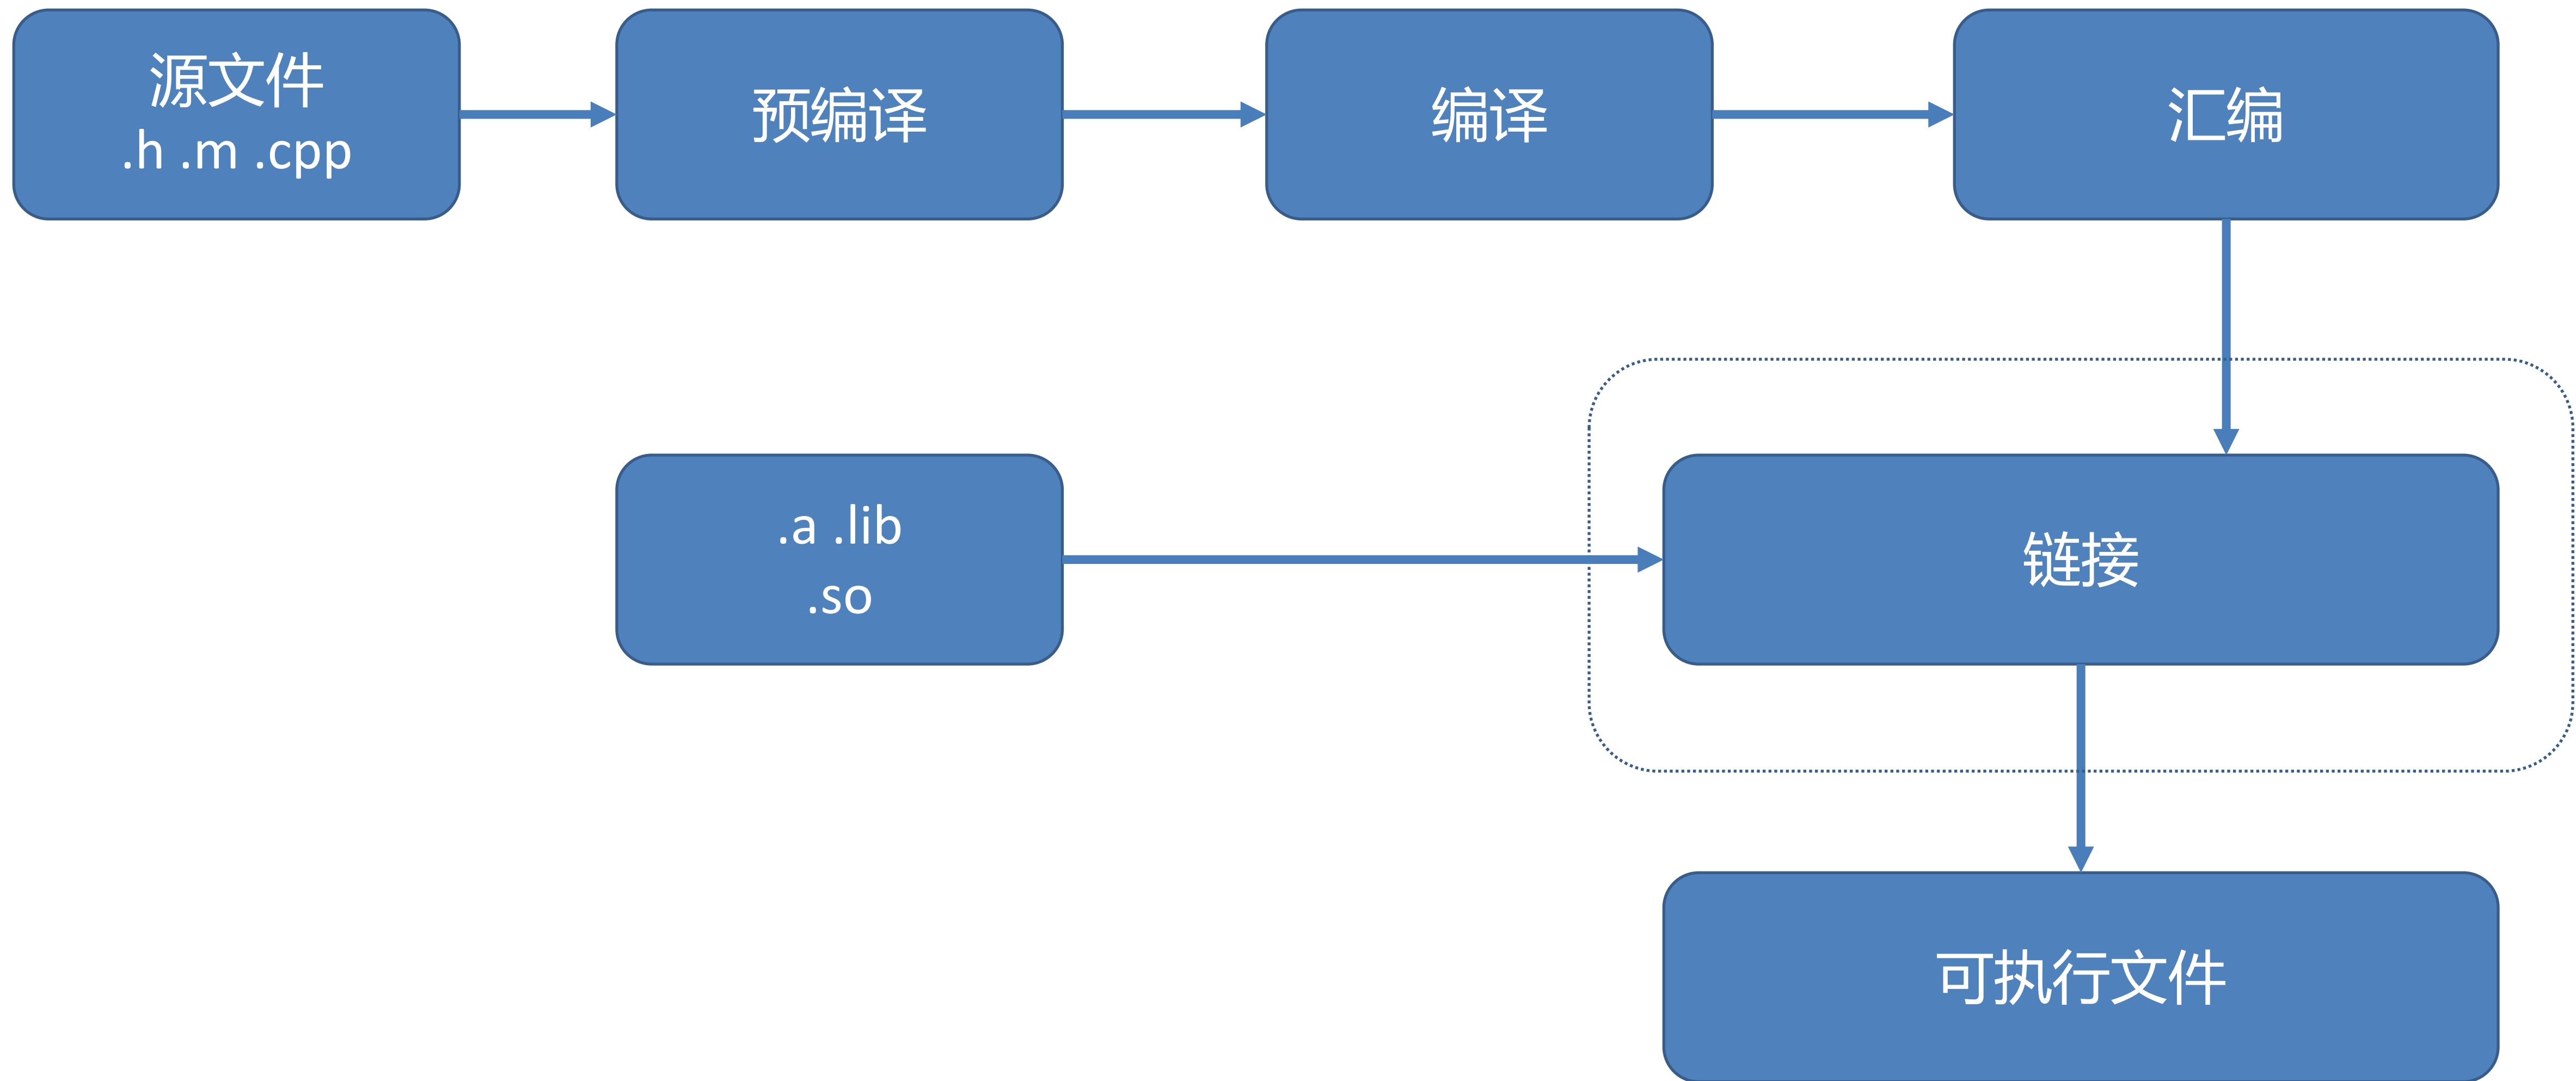 源文件
.h .m .cpp
预编译
编译
汇编
.a .lib
.so
链接
可执行文件